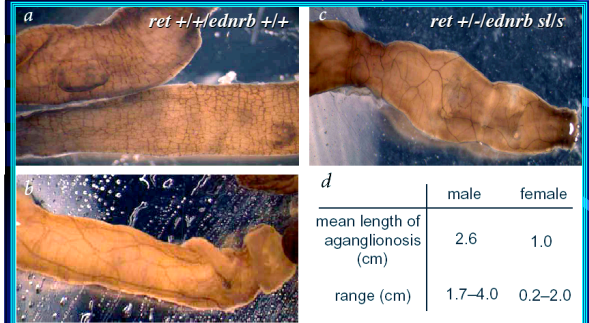 a
ret +/+/ednrb +/+
c
ret +/-/ednrb sl/s
b
d
male female
mean length of
aganglionosis
(cm)
2.6 1.0
range (cm) 1.7–4.0 0.2–2.0